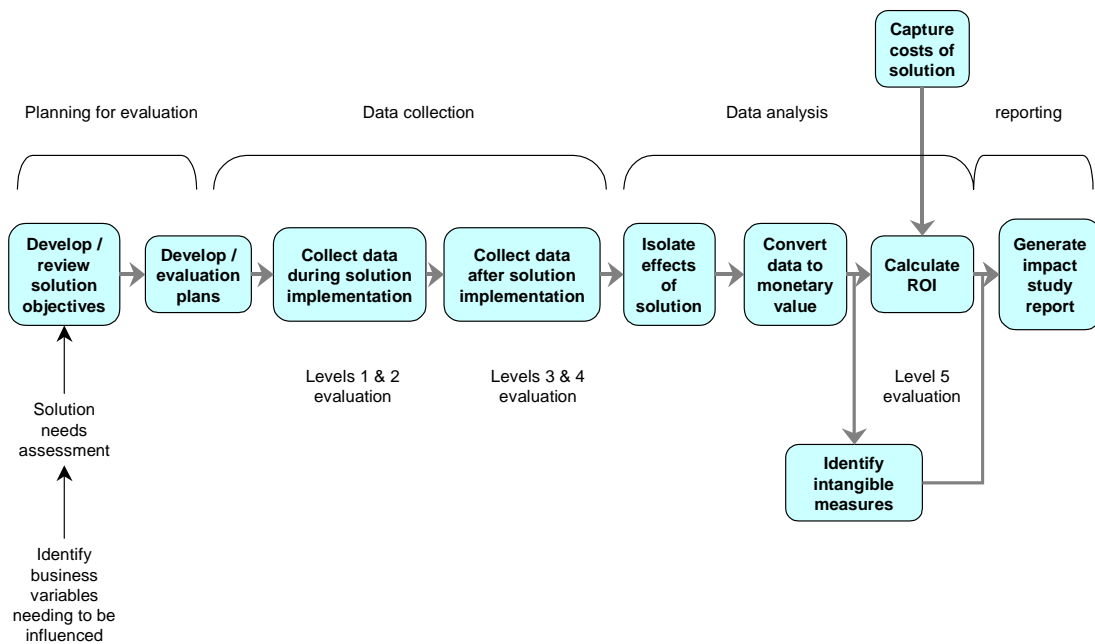 Capture
costs of
solution
Planning for evaluation
Data collection
Data analysis
reporting
Develop /
review
solution
objectives
Develop /
evaluation
plans
Collect data
during solution
implementation
Collect data
after solution
implementation
Isolate
effects
of
solution
Convert
data to
monetary
value
Calculate
ROI
Generate
impact
study
report
Levels 1 & 2
evaluation
Levels 3 & 4
evaluation
Level 5
evaluation
Solution
needs
assessment
Identify
intangible
measures
Identify
business
variables
needing to be
influenced